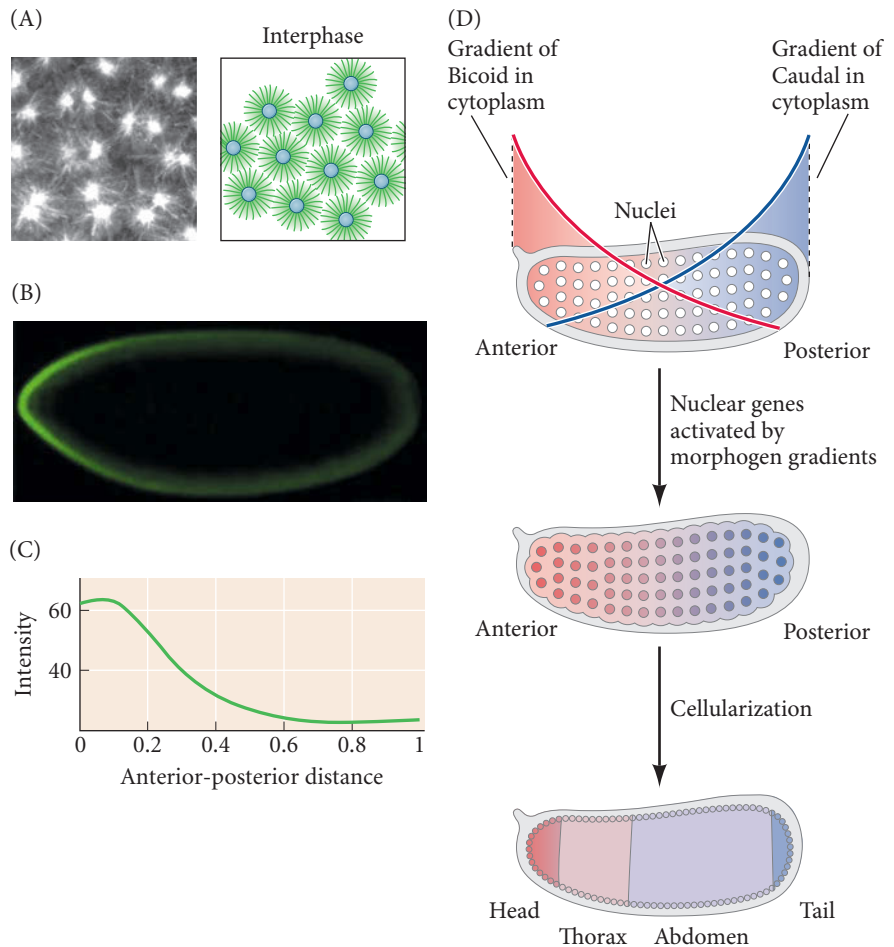 (A)
Interphase
(B)
(C)
60
40
Intensity
0
0.2
0.4
0.6
0.8
1
Anterior-posterior distance
(D)
Gradient of
Bicoid in
cytoplasm
Gradient of
Caudal in
cytoplasm
Nuclei
Anterior
Posterior
Nuclear genes
activated by
morphogen gradients
Anterior
Posterior
Cellularization
Head
Thorax
Abdomen
Tail